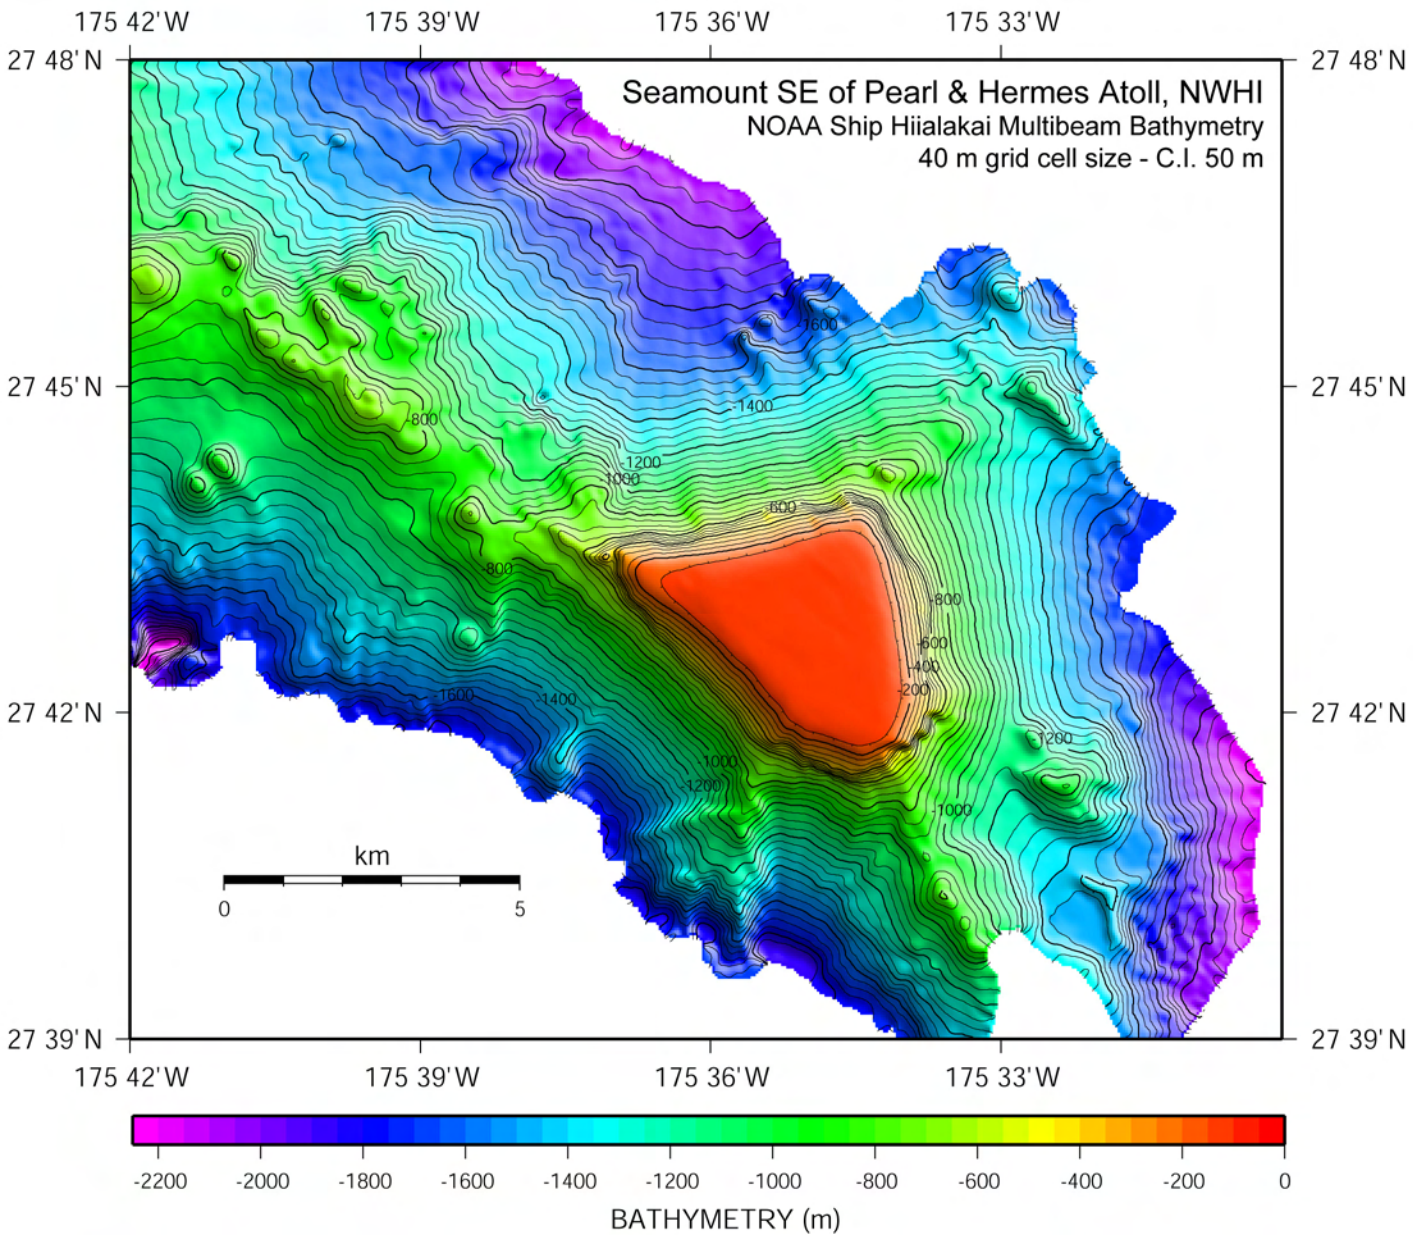 175 42'W 175 39'W 175 36'W 175 33'W
27 48'N 27 48'N
Seamount SE of Pearl & Hermes Atoll, NWHI
NOAA Ship Hiialakai Multibeam Bathymetry
40 m grid cell size - C.I. 50 m
-1600
27 45'N 27 45'N
-1400
-800
-1200
-1000
-600
-800
-800
-600
-400
-200
-1600
-1400
27 42'N 27 42'N
-1200
-1000
-1200
-1000
km
0 5
27 39'N 27 39'N
175 42'W 175 39'W 175 36'W 175 33'W
-2200 -2000 -1800 -1600 -1400 -1200 -1000 -800 -600 -400 -200 0
BATHYMETRY (m)